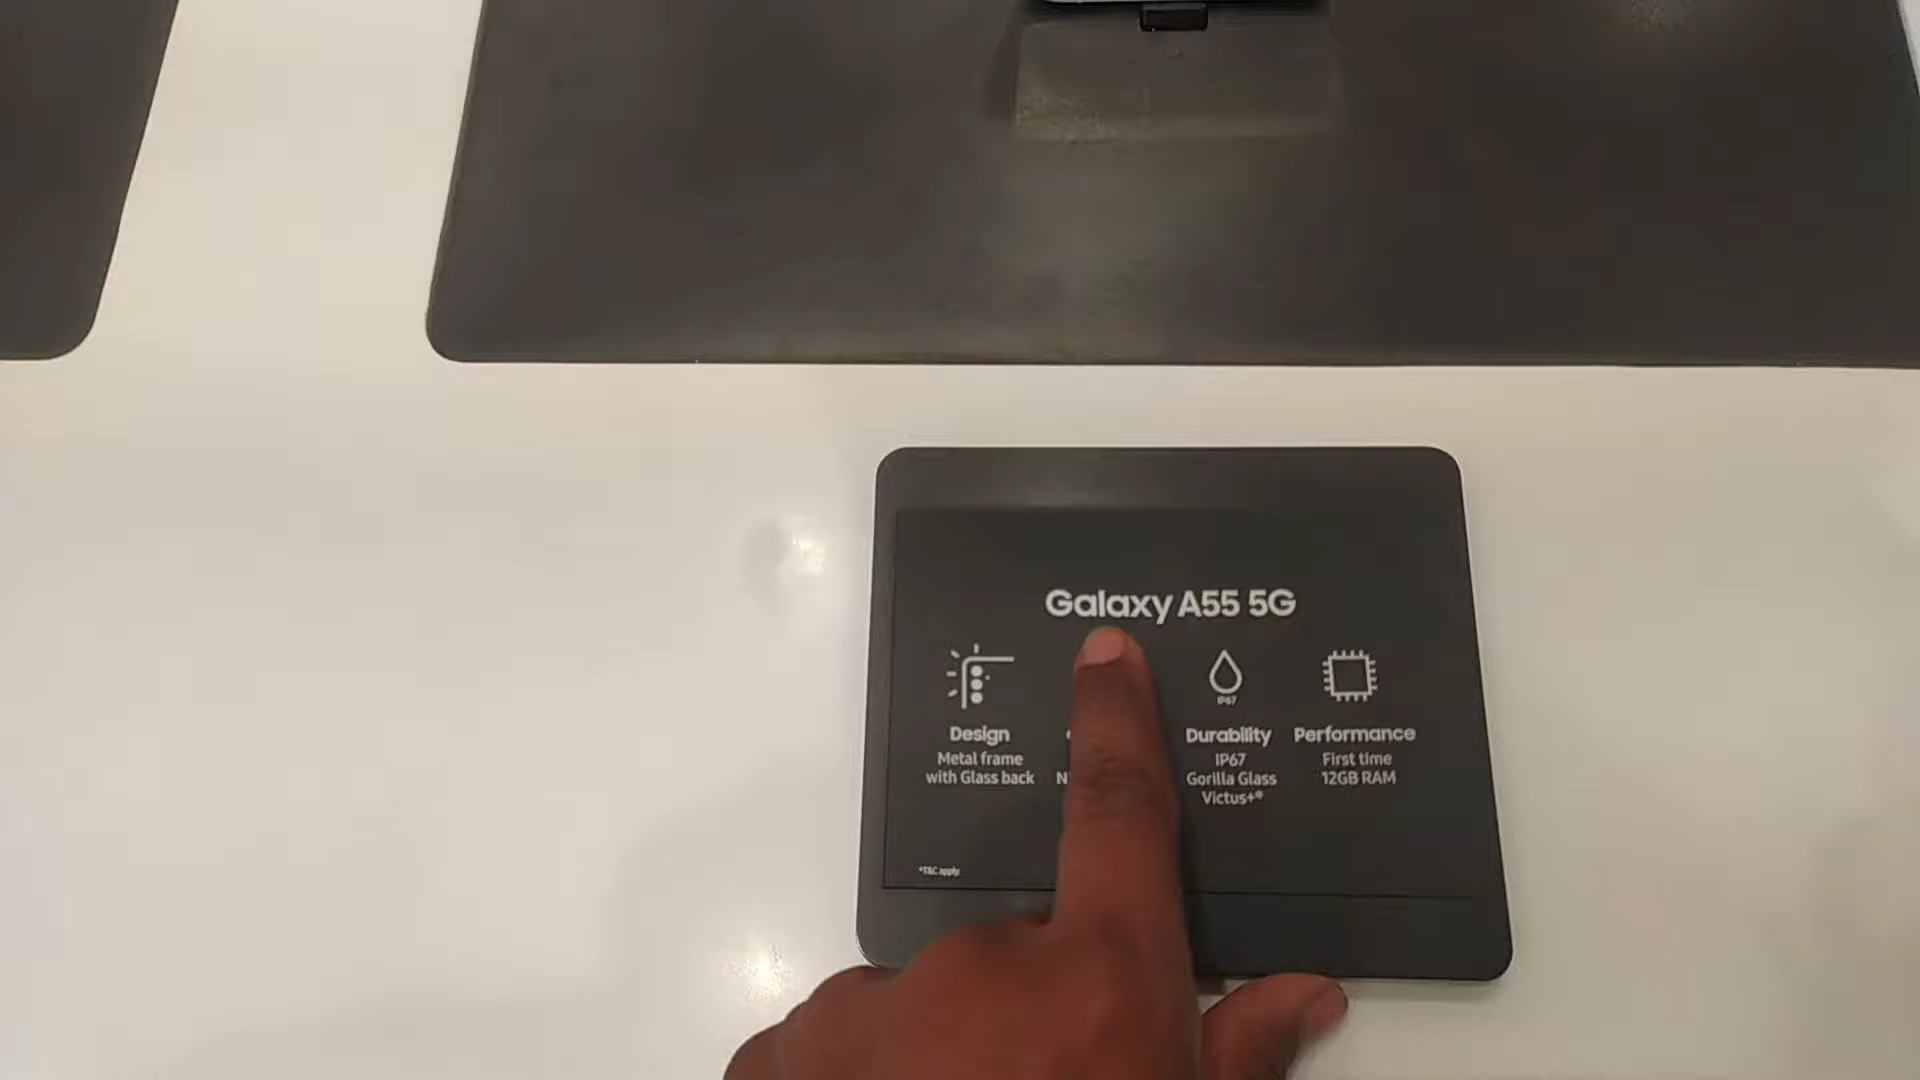 Galaxy A55 5G
IP67
Design
Metal frame
with Glass back
Durability
IP67
Gorilla Glass
Victus+*
Performance
First time
12GB RAM
*T&C apply